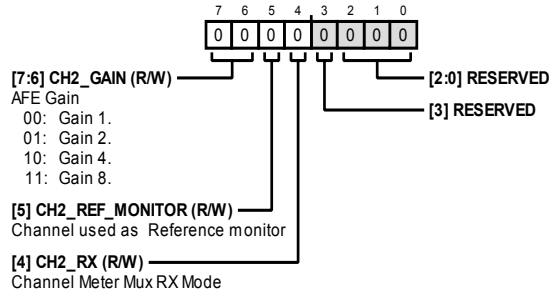 7 6 5 4 3 2 1 0
0 0 0 0 0 0 0 0
[7:6] CH2_GAIN (R/W)
AFE Gain
00: Gain 1.
01: Gain 2.
10: Gain 4.
11: Gain 8.
[5] CH2_REF_MONITOR (R/W)
Channel used as Reference monitor
[4] CH2_RX (R/W)
Channel Meter Mux RX Mode
[2:0] RESERVED
[3] RESERVED